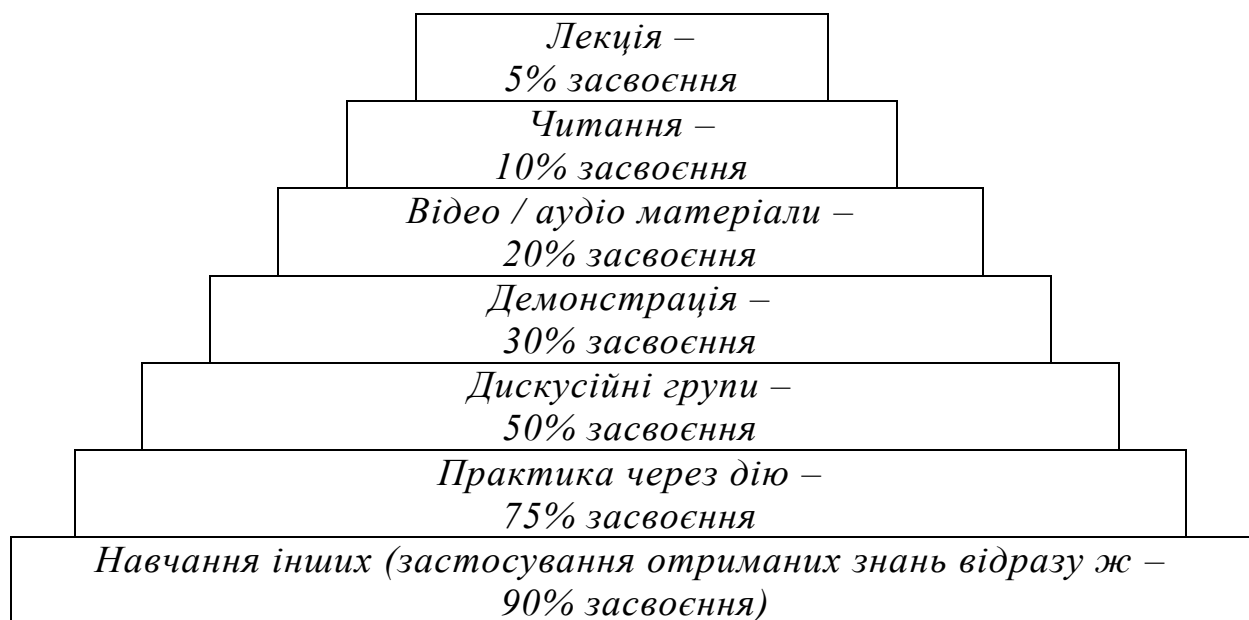 Лекція –
5% засвоєння
Читання –
10% засвоєння
Відео / аудіо матеріали –
20% засвоєння
Демонстрація –
30% засвоєння
Дискусійні групи –
50% засвоєння
Практика через дію –
75% засвоєння
Навчання інших (застосування отриманих знань відразу ж –
90% засвоєння)